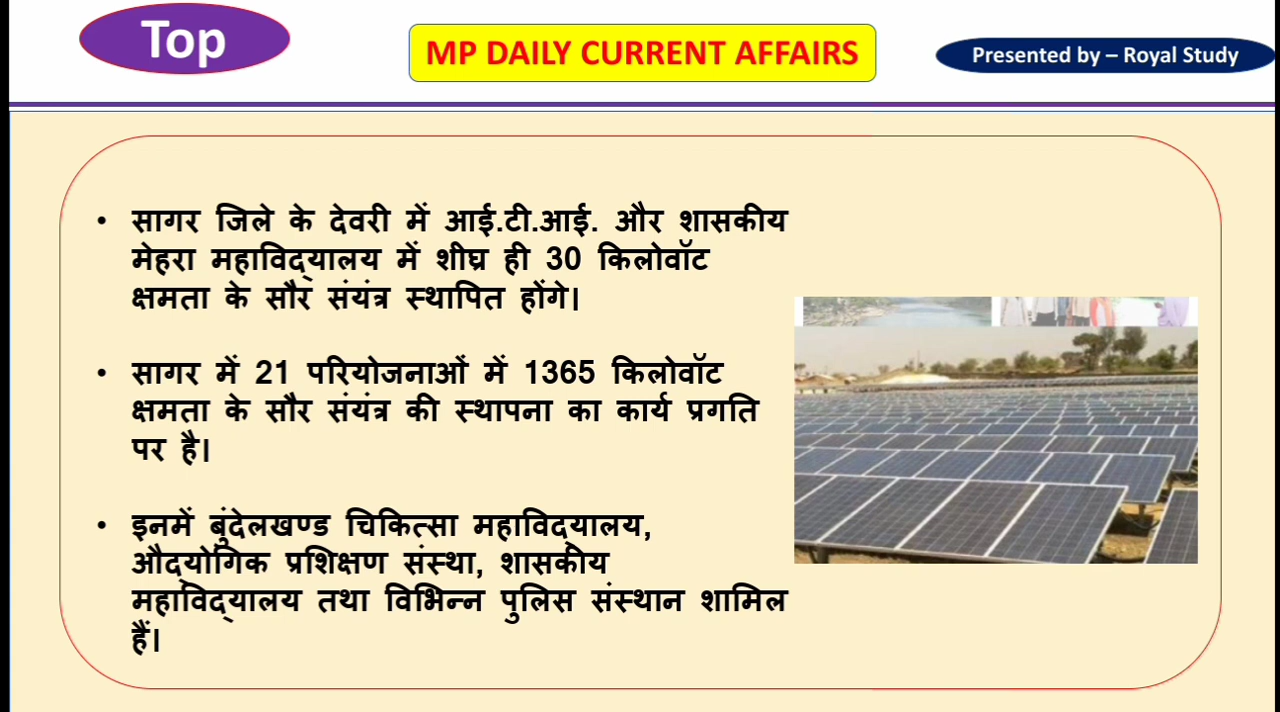 Top
MP DAILY CURRENT AFFAIRS
Presented by – Royal Study
• सागर जिले के देवरी में आई.टी.आई. और शासकीय
मेहरा महाविद्यालय में शीघ्र ही 30 किलोवॉट
क्षमता के सौर संयंत्र स्थापित होंगे।
• सागर में 21 परियोजनाओं में 1365 किलोवॉट
क्षमता के सौर संयंत्र की स्थापना का कार्य प्रगति
पर है।
• इनमें बुंदेलखण्ड चिकित्सा महाविद्यालय,
औद्योगिक प्रशिक्षण संस्था, शासकीय
महाविद्यालय तथा विभिन्न पुलिस संस्थान शामिल
हैं।